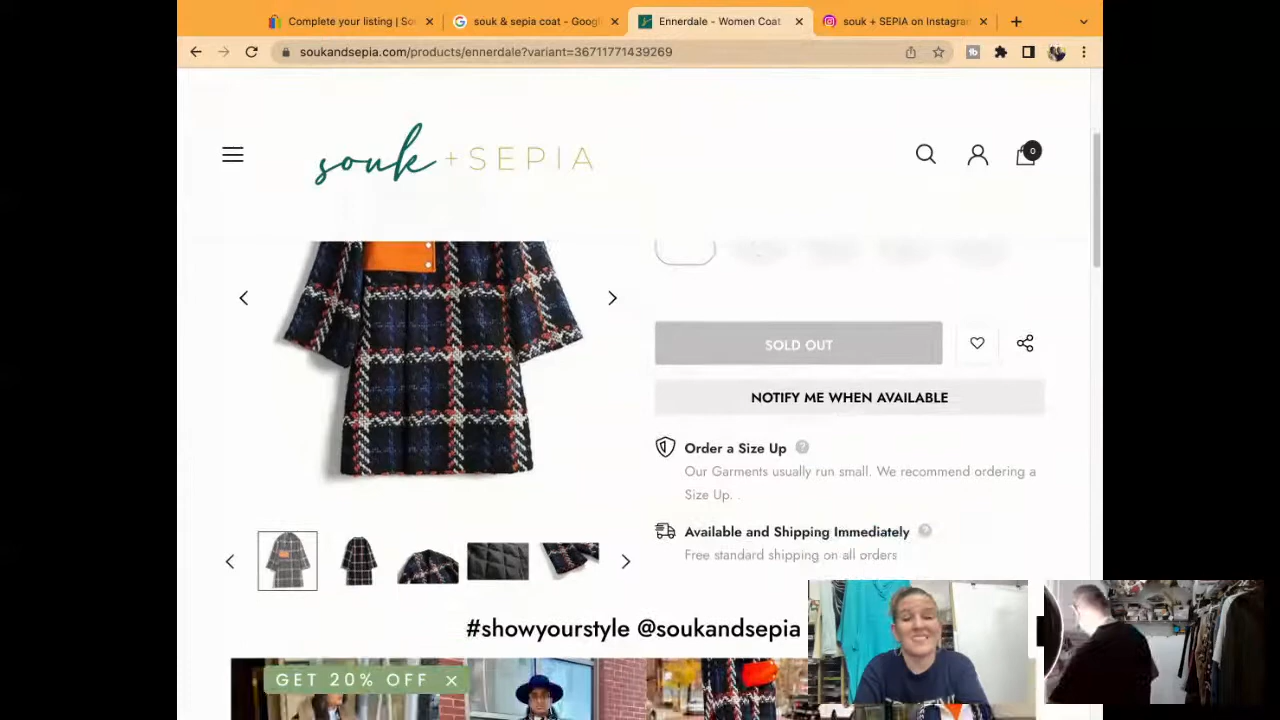 Complete your listing | Sou
souk & sepia coat - Googl
Ennerdale - Women Coat
souk + SEPIA on Instagram
soukandsepia.com/products/ennerdale?variant=36711771439269
souk + SEPIA
0
SOLD OUT
NOTIFY ME WHEN AVAILABLE
Order a Size Up ?
Our Garments usually run small. We recommend ordering a
Size Up. .
Available and Shipping Immediately ?
Free standard shipping on all orders
#showyourstyle @soukandsepia
GET 20% OFF